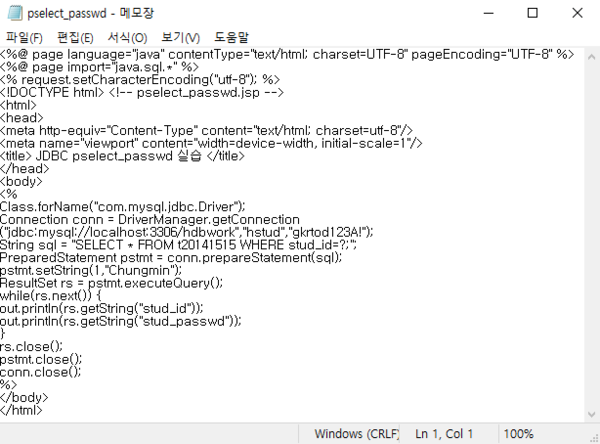 pselect_passwd - 메모장
파일(F) 편집(E) 서식(O) 보기(V) 도움말
<%@ page language="java" contentType="text/html; charset=UTF-8" pageEncoding="UTF-8" %>
<%@ page import="java.sql.*" %>
<% request.setCharacterEncoding("utf-8"); %>
<!DOCTYPE html> <!-- pselect_passwd.jsp -->
<html>
<head>
<meta http-equiv="Content-Type" content="text/html; charset=utf-8"/>
<meta name="viewport" content="width=device-width, initial-scale=1"/>
<title> JDBC pselect_passwd 실습 </title>
</head>
<body>
<%
Class.forName("com.mysql.jdbc.Driver");
Connection conn = DriverManager.getConnection
("jdbc:mysql://localhost:3306/hdbwork","hstud","gkrtod123A!");
String sql = "SELECT * FROM t20141515 WHERE stud_id=?;";
PreparedStatement pstmt = conn.prepareStatement(sql);
pstmt.setString(1,"Chungmin");
ResultSet rs = pstmt.executeQuery();
while(rs.next()) {
out.println(rs.getString("stud_id"));
out.println(rs.getString("stud_passwd"));
}
rs.close();
pstmt.close();
conn.close();
%>
</body>
</html>
Windows (CRLF) Ln 1, Col 1 100%